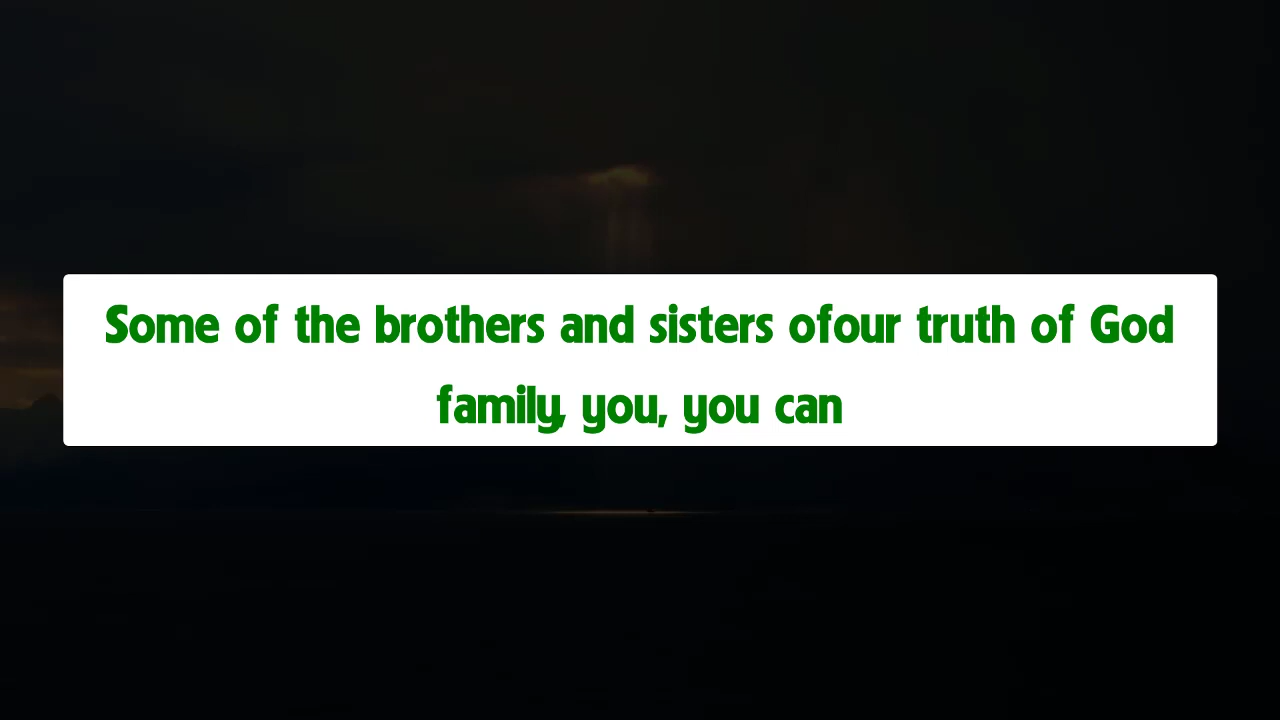 Some of the brothers and sisters ofour truth of God
family, you, you can